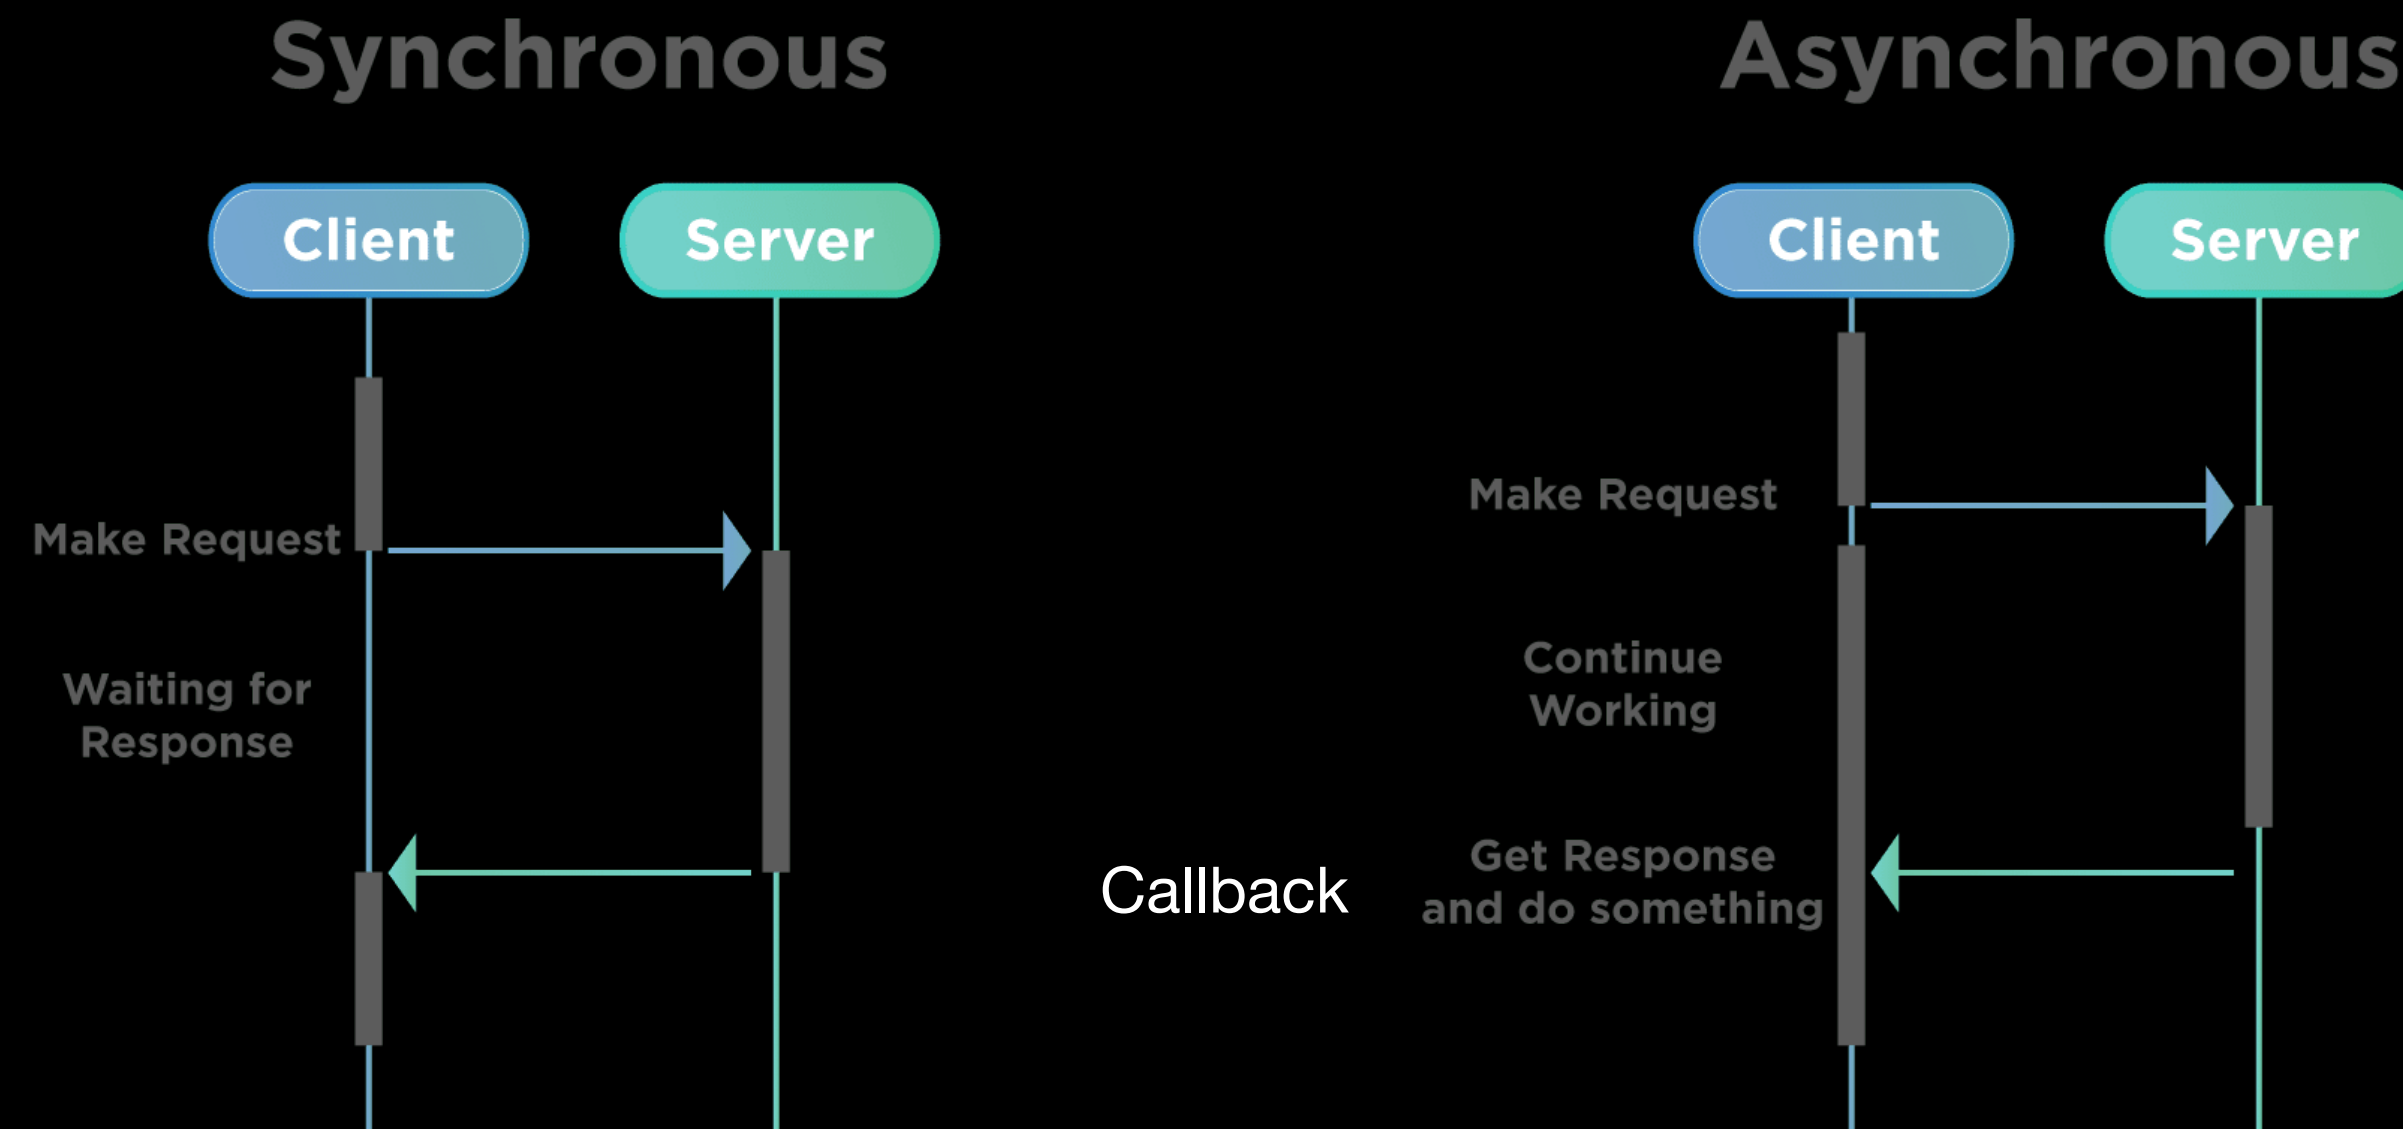 Synchronous
Client
Server
Make Request
Waiting for
Response
Asynchronous
Client
Server
Make Request
Continue
Working
Callback
Get Response
and do something